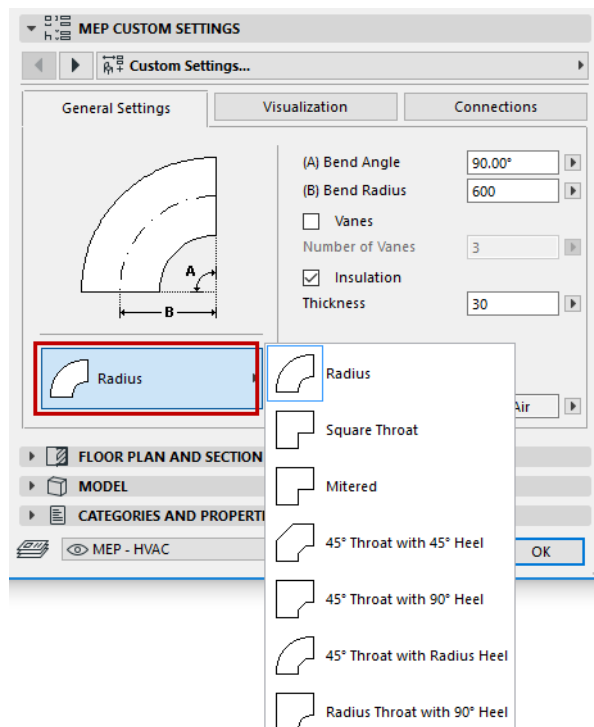 MEP CUSTOM SETTINGS
Custom Settings...
General Settings
Visualization
Connections
(A) Bend Angle 90.00°
(B) Bend Radius 600
Vanes
Number of Vanes 3
Insulation
Thickness 30
A
B
Radius
Radius
Square Throat
Mitered
45° Throat with 45° Heel
45° Throat with 90° Heel
45° Throat with Radius Heel
Radius Throat with 90° Heel
Air
FLOOR PLAN AND SECTION
MODEL
CATEGORIES AND PROPERTI
MEP - HVAC
OK